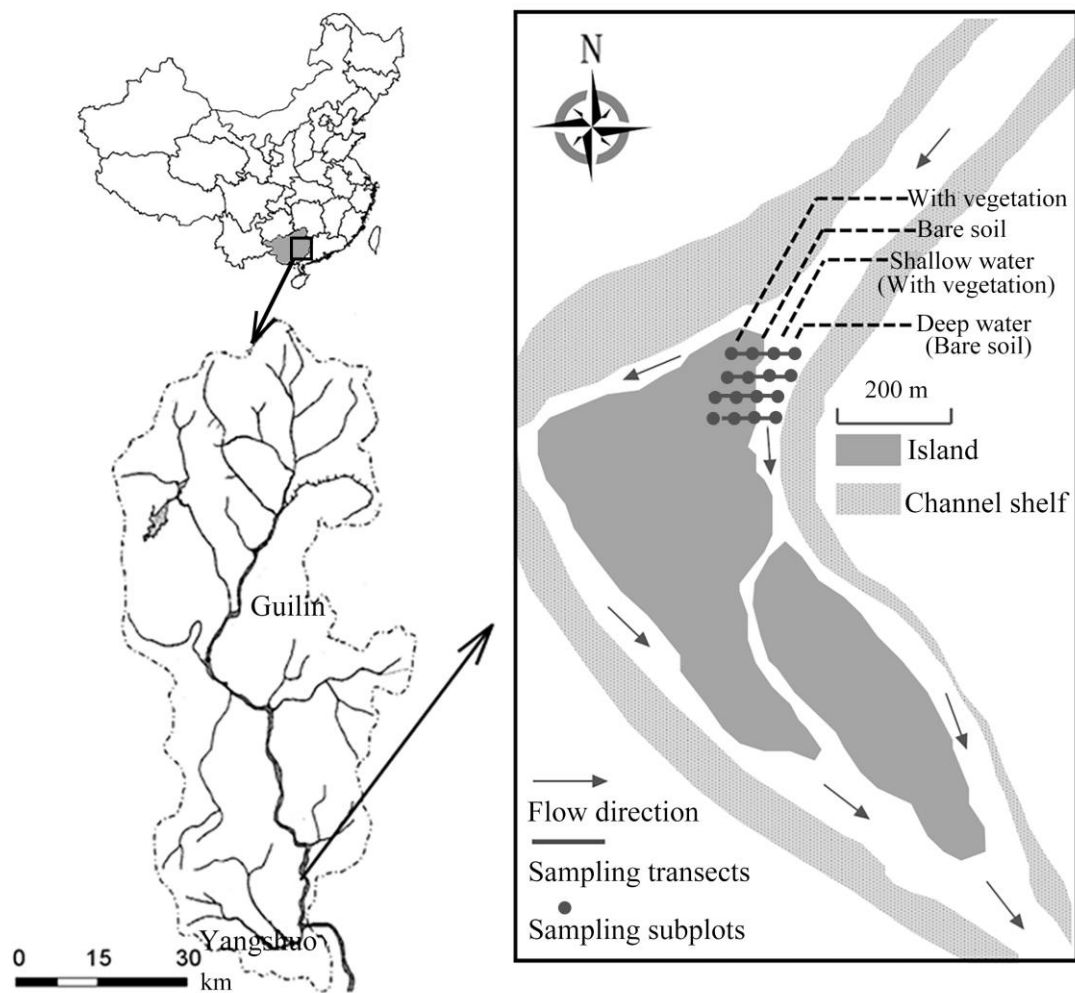 Guilin
Yangshuo
0 15 30
km
N
With vegetation
Bare soil
Shallow water
(With vegetation)
Deep water
(Bare soil)
200 m
Island
Channel shelf
Flow direction
Sampling transects
Sampling subplots